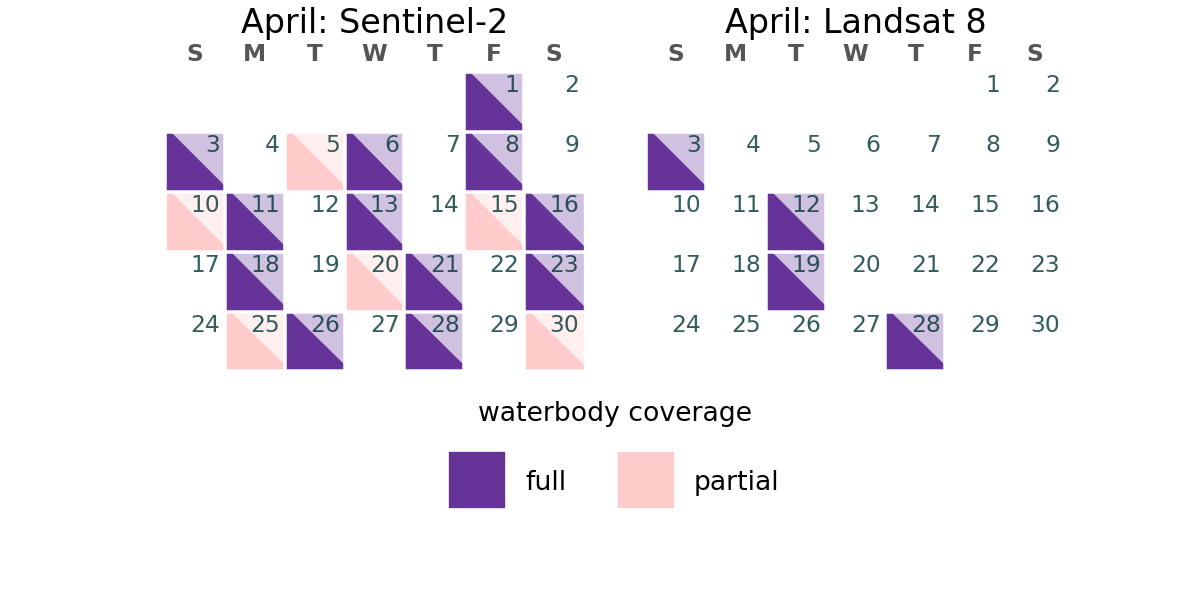 April: Sentinel-2
S M T W T F S
1 2
3 4 5 6 7 8 9
10 11 12 13 14 15 16
17 18 19 20 21 22 23
24 25 26 27 28 29 30
April: Landsat 8
S M T W T F S
1 2
3 4 5 6 7 8 9
10 11 12 13 14 15 16
17 18 19 20 21 22 23
24 25 26 27 28 29 30
waterbody coverage
full partial